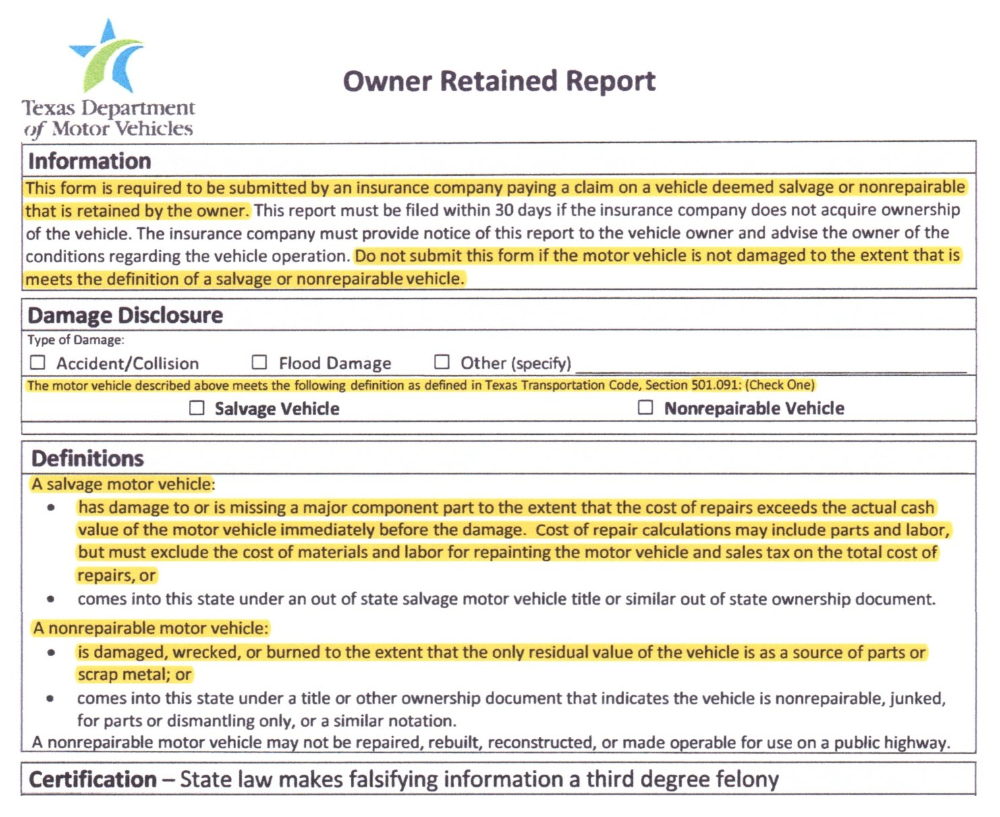 Texas Department
of Motor Vehicles
Owner Retained Report
Information
This form is required to be submitted by an insurance company paying a claim on a vehicle deemed salvage or nonrepairable
that is retained by the owner. This report must be filed within 30 days if the insurance company does not acquire ownership
of the vehicle. The insurance company must provide notice of this report to the vehicle owner and advise the owner of the
conditions regarding the vehicle operation. Do not submit this form if the motor vehicle is not damaged to the extent that is
meets the definition of a salvage or nonrepairable vehicle.
Damage Disclosure
Type of Damage:
☐ Accident/Collision ☐ Flood Damage ☐ Other (specify)
The motor vehicle described above meets the following definition as defined in Texas Transportation Code, Section 501.091: (Check One)
☐ Salvage Vehicle ☐ Nonrepairable Vehicle
Definitions
A salvage motor vehicle:
• has damage to or is missing a major component part to the extent that the cost of repairs exceeds the actual cash
value of the motor vehicle immediately before the damage. Cost of repair calculations may include parts and labor,
but must exclude the cost of materials and labor for repainting the motor vehicle and sales tax on the total cost of
repairs, or
• comes into this state under an out of state salvage motor vehicle title or similar out of state ownership document.
A nonrepairable motor vehicle:
• is damaged, wrecked, or burned to the extent that the only residual value of the vehicle is as a source of parts or
scrap metal; or
• comes into this state under a title or other ownership document that indicates the vehicle is nonrepairable, junked,
for parts or dismantling only, or a similar notation.
A nonrepairable motor vehicle may not be repaired, rebuilt, reconstructed, or made operable for use on a public highway.
Certification – State law makes falsifying information a third degree felony